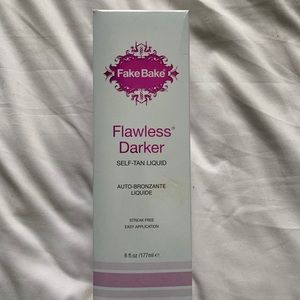 Fake Bake®
Flawless®
Darker
SELF-TAN LIQUID
AUTO-BRONZANTE
LIQUIDE
STREAK FREE
EASY APPLICATION
6 fl oz /177ml e